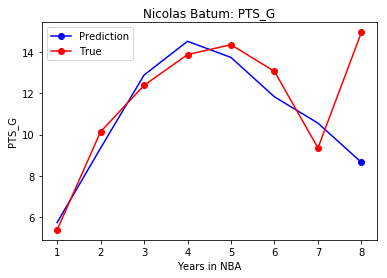 Nicolas Batum: PTS_G
Prediction
True
14
12
10
8
6
PTS_G
1 2 3 4 5 6 7 8
Years in NBA